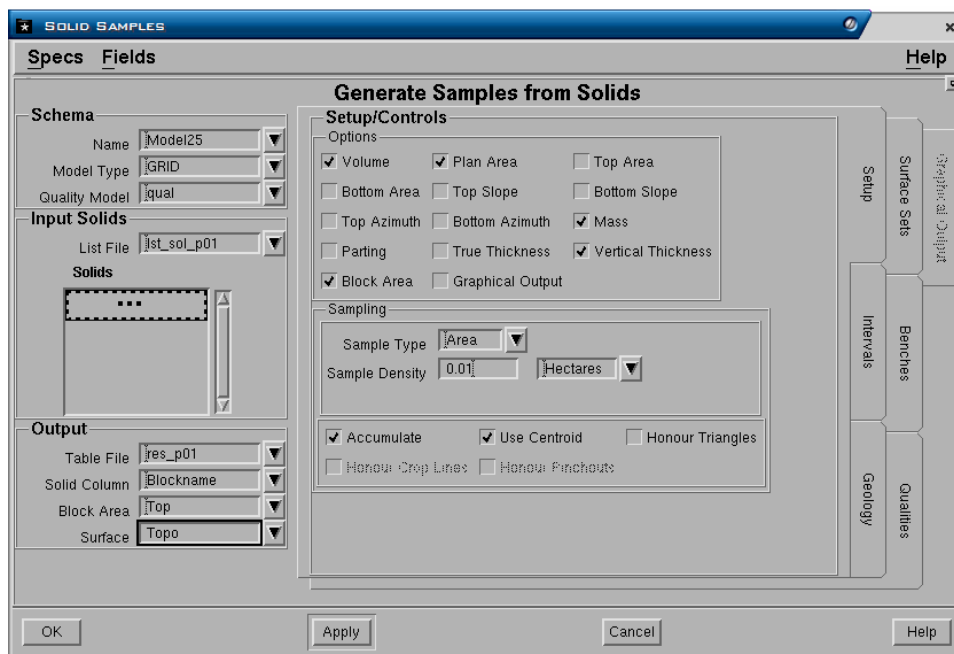 SOLID SAMPLES
Specs Fields Help
Generate Samples from Solids
Schema
Name Model25
Model Type GRID
Quality Model qual
Input Solids
List File lst_sol_p01
Solids
...
Output
Table File res_p01
Solid Column Blockname
Block Area Top
Surface Topo
Setup/Controls
Options
Volume Plan Area Top Area
Bottom Area Top Slope Bottom Slope
Top Azimuth Bottom Azimuth Mass
Parting True Thickness Vertical Thickness
Block Area Graphical Output
Sampling
Sample Type Area
Sample Density 0.01 Hectares
Accumulate Use Centroid Honour Triangles
Honour Crop Lines Honour Pinchouts
Setup
Intervals
Geology
Surface Sets
Benches
Qualities
Graphical Output
OK Apply Cancel Help